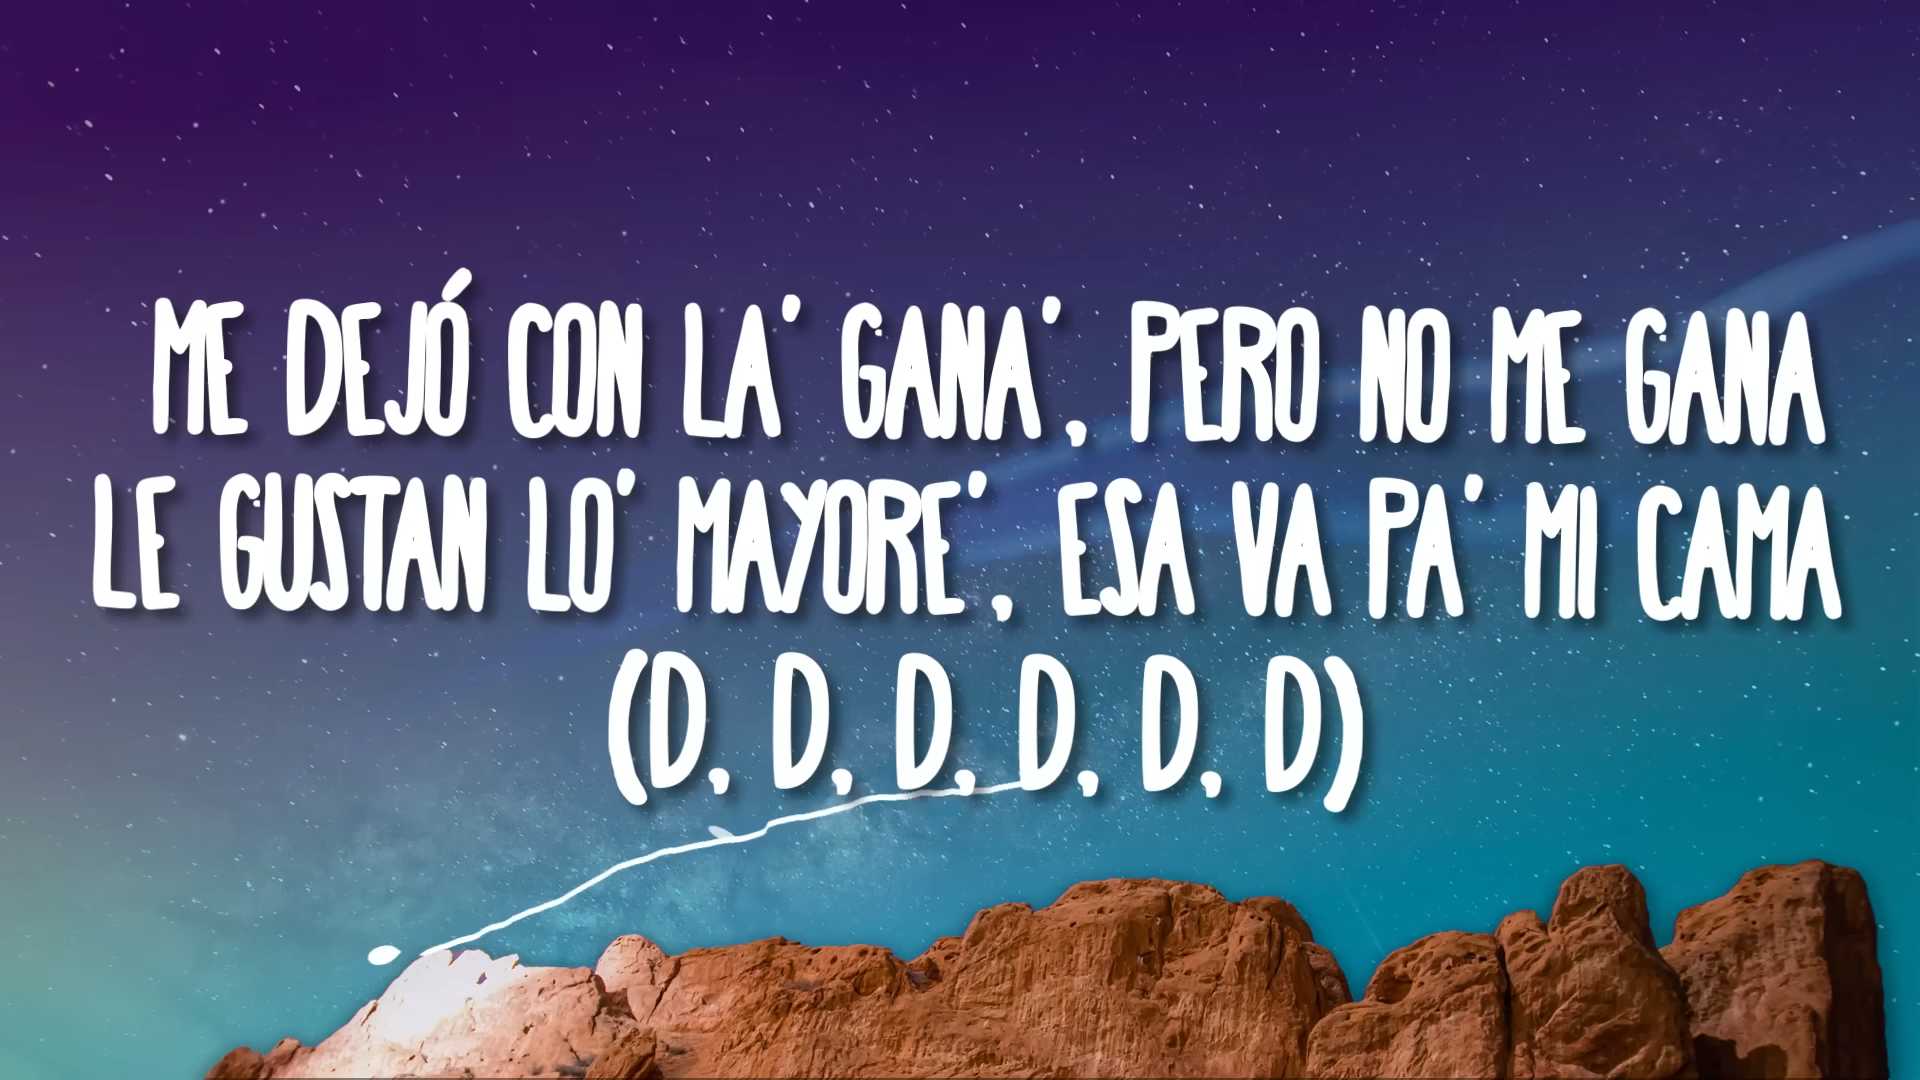 ME DEJÓ CON LA' GANA', PERO NO ME GANA
LE GUSTAN LO' MAYORE', ESA VA PA' MI CAMA
(D, D, D, D, D, D)